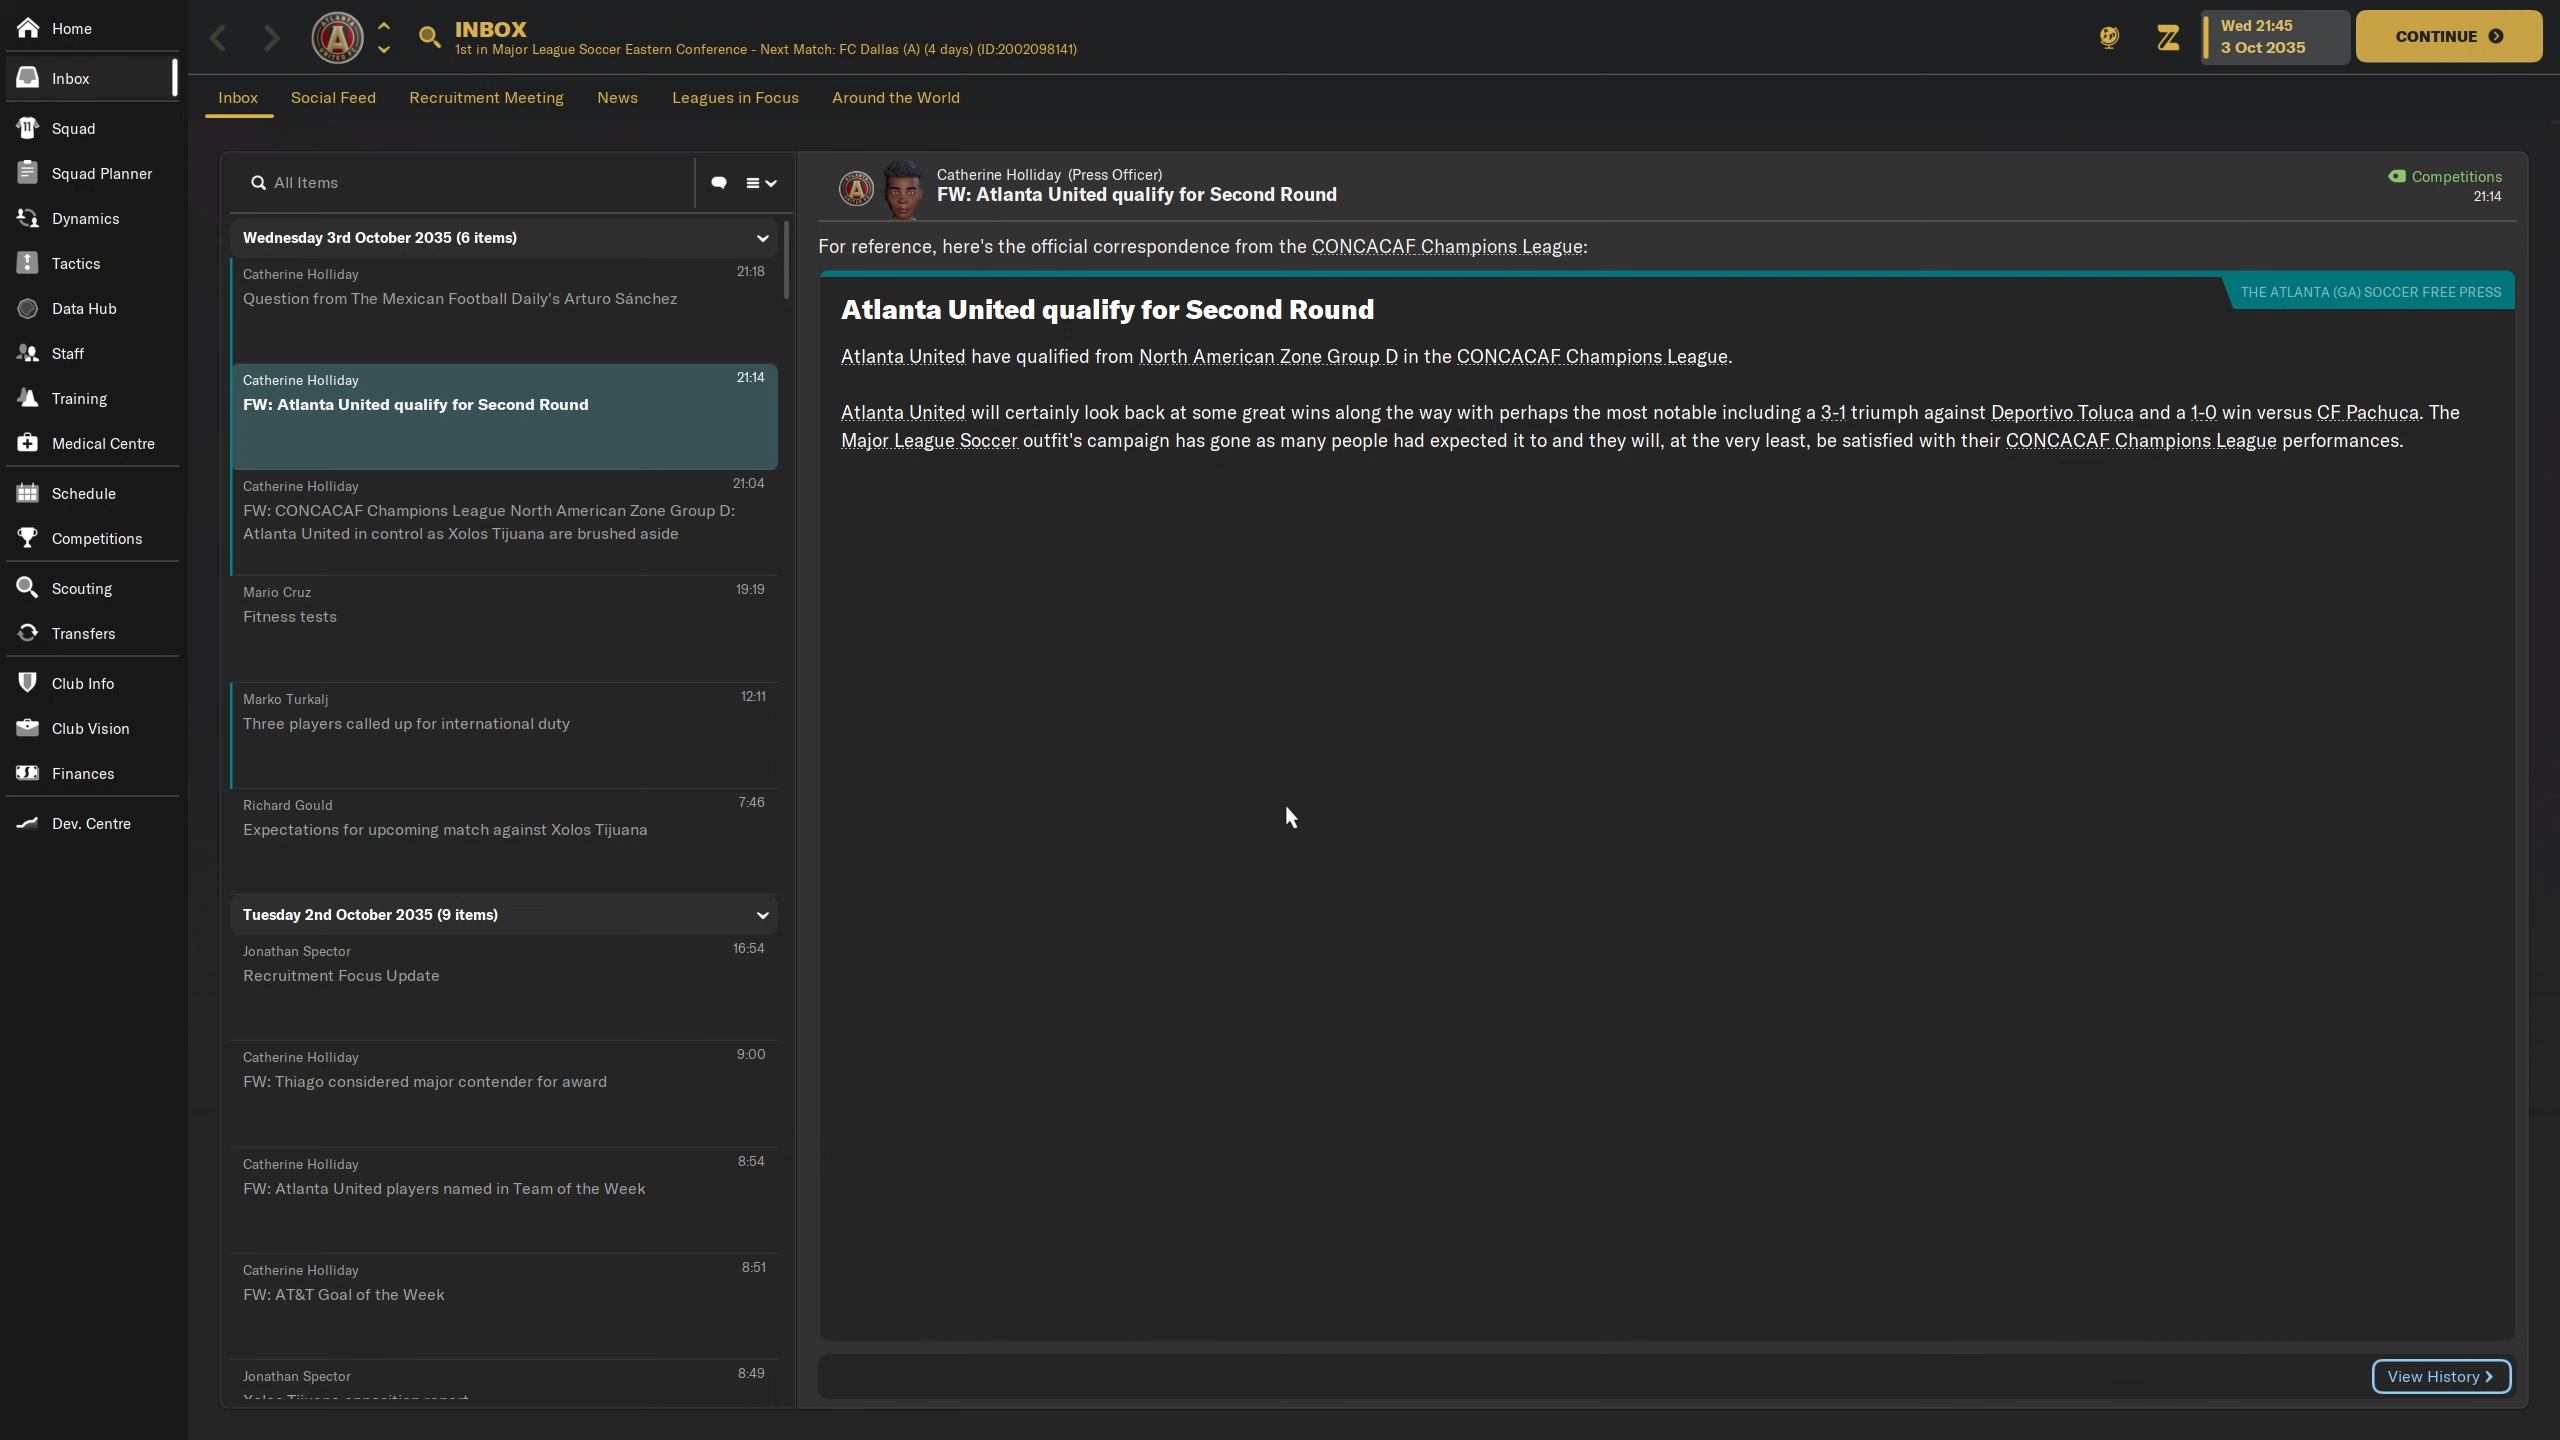 Home
Inbox
Squad
Squad Planner
Dynamics
Tactics
Data Hub
Staff
Training
Medical Centre
Schedule
Competitions
Scouting
Transfers
Club Info
Club Vision
Finances
Dev. Centre
INBOX
1st in Major League Soccer Eastern Conference - Next Match: FC Dallas (A) (4 days) (ID:2002098141)
Wed 21:45
3 Oct 2035
CONTINUE
Inbox Social Feed Recruitment Meeting News Leagues in Focus Around the World
All Items
Wednesday 3rd October 2035 (6 items)
Catherine Holliday 21:18
Question from The Mexican Football Daily's Arturo Sánchez
Catherine Holliday 21:14
FW: Atlanta United qualify for Second Round
Catherine Holliday 21:04
FW: CONCACAF Champions League North American Zone Group D:
Atlanta United in control as Xolos Tijuana are brushed aside
Mario Cruz 19:19
Fitness tests
Marko Turkalj 12:11
Three players called up for international duty
Richard Gould 7:46
Expectations for upcoming match against Xolos Tijuana
Tuesday 2nd October 2035 (9 items)
Jonathan Spector 16:54
Recruitment Focus Update
Catherine Holliday 9:00
FW: Thiago considered major contender for award
Catherine Holliday 8:54
FW: Atlanta United players named in Team of the Week
Catherine Holliday 8:51
FW: AT&T Goal of the Week
Jonathan Spector 8:49
Xolos Tijuana opposition report
Catherine Holliday (Press Officer)
FW: Atlanta United qualify for Second Round
Competitions
21:14
For reference, here's the official correspondence from the CONCACAF Champions League:
THE ATLANTA (GA) SOCCER FREE PRESS
Atlanta United qualify for Second Round
Atlanta United have qualified from North American Zone Group D in the CONCACAF Champions League.
Atlanta United will certainly look back at some great wins along the way with perhaps the most notable including a 3-1 triumph against Deportivo Toluca and a 1-0 win versus CF Pachuca. The
Major League Soccer outfit's campaign has gone as many people had expected it to and they will, at the very least, be satisfied with their CONCACAF Champions League performances.
View History